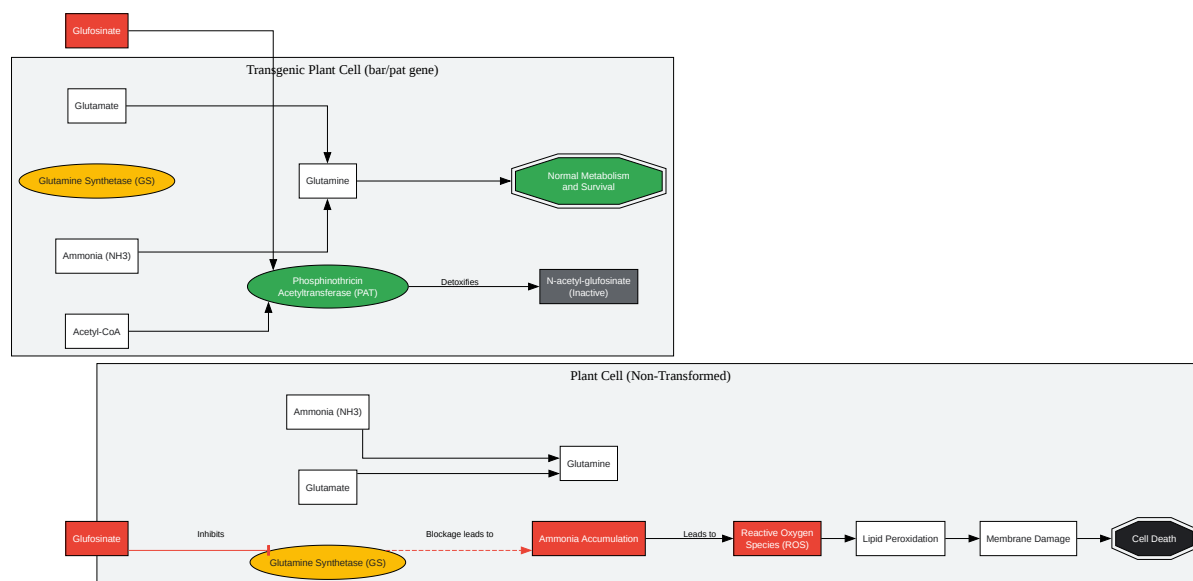 Glufosinate
Transgenic Plant Cell (bar/pat gene)
Glutamate
Glutamine Synthetase (GS)
Glutamine
Normal Metabolism
and Survival
Ammonia (NH3)
Phosphinothricin
Acetyltransferase (PAT)
Detoxifies
N-acetyl-glufosinate
(Inactive)
Acetyl-CoA
Plant Cell (Non-Transformed)
Ammonia (NH3)
Glutamine
Glutamate
Glufosinate
Inhibits
Glutamine Synthetase (GS)
Blockage leads to
Ammonia Accumulation
Leads to
Reactive Oxygen
Species (ROS)
Lipid Peroxidation
Membrane Damage
Cell Death